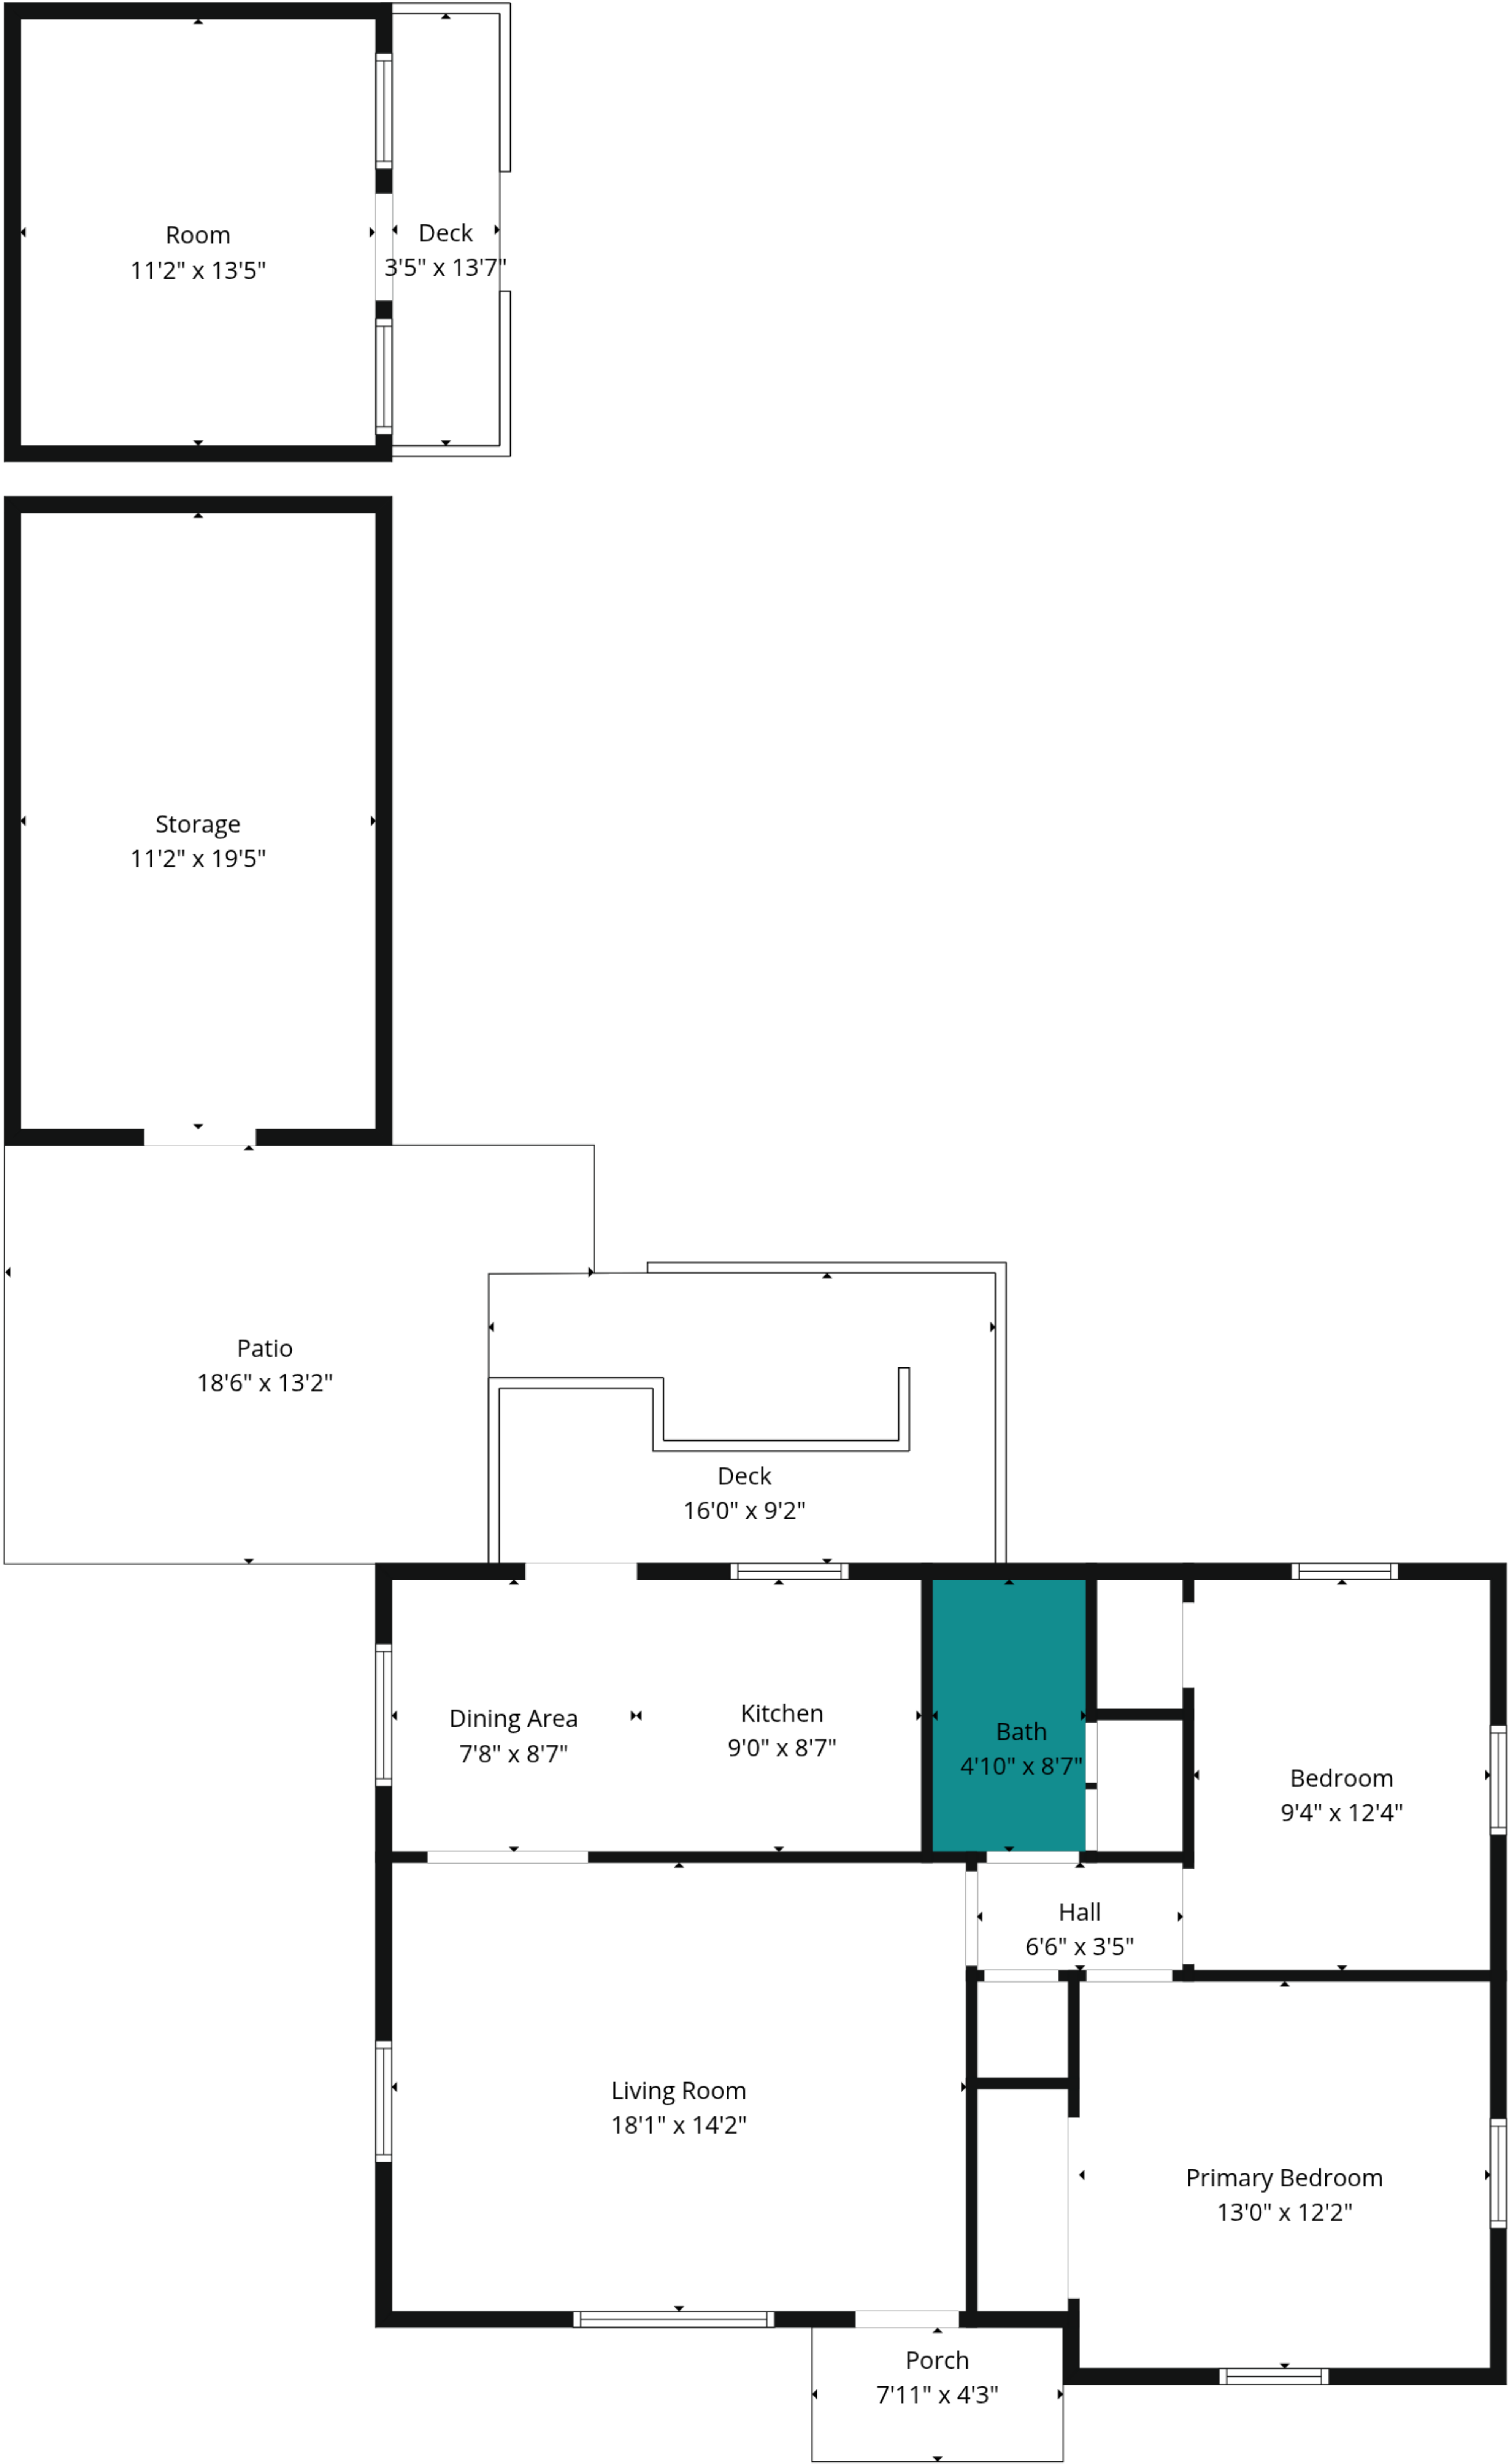 Room
11'2" x 13'5"
Deck
3'5" x 13'7"
Storage
11'2" x 19'5"
Patio
18'6" x 13'2"
Deck
16'0" x 9'2"
Dining Area
7'8" x 8'7"
Kitchen
9'0" x 8'7"
Bath
4'10" x 8'7"
Bedroom
9'4" x 12'4"
Hall
6'6" x 3'5"
Living Room
18'1" x 14'2"
Primary Bedroom
13'0" x 12'2"
Porch
7'11" x 4'3"